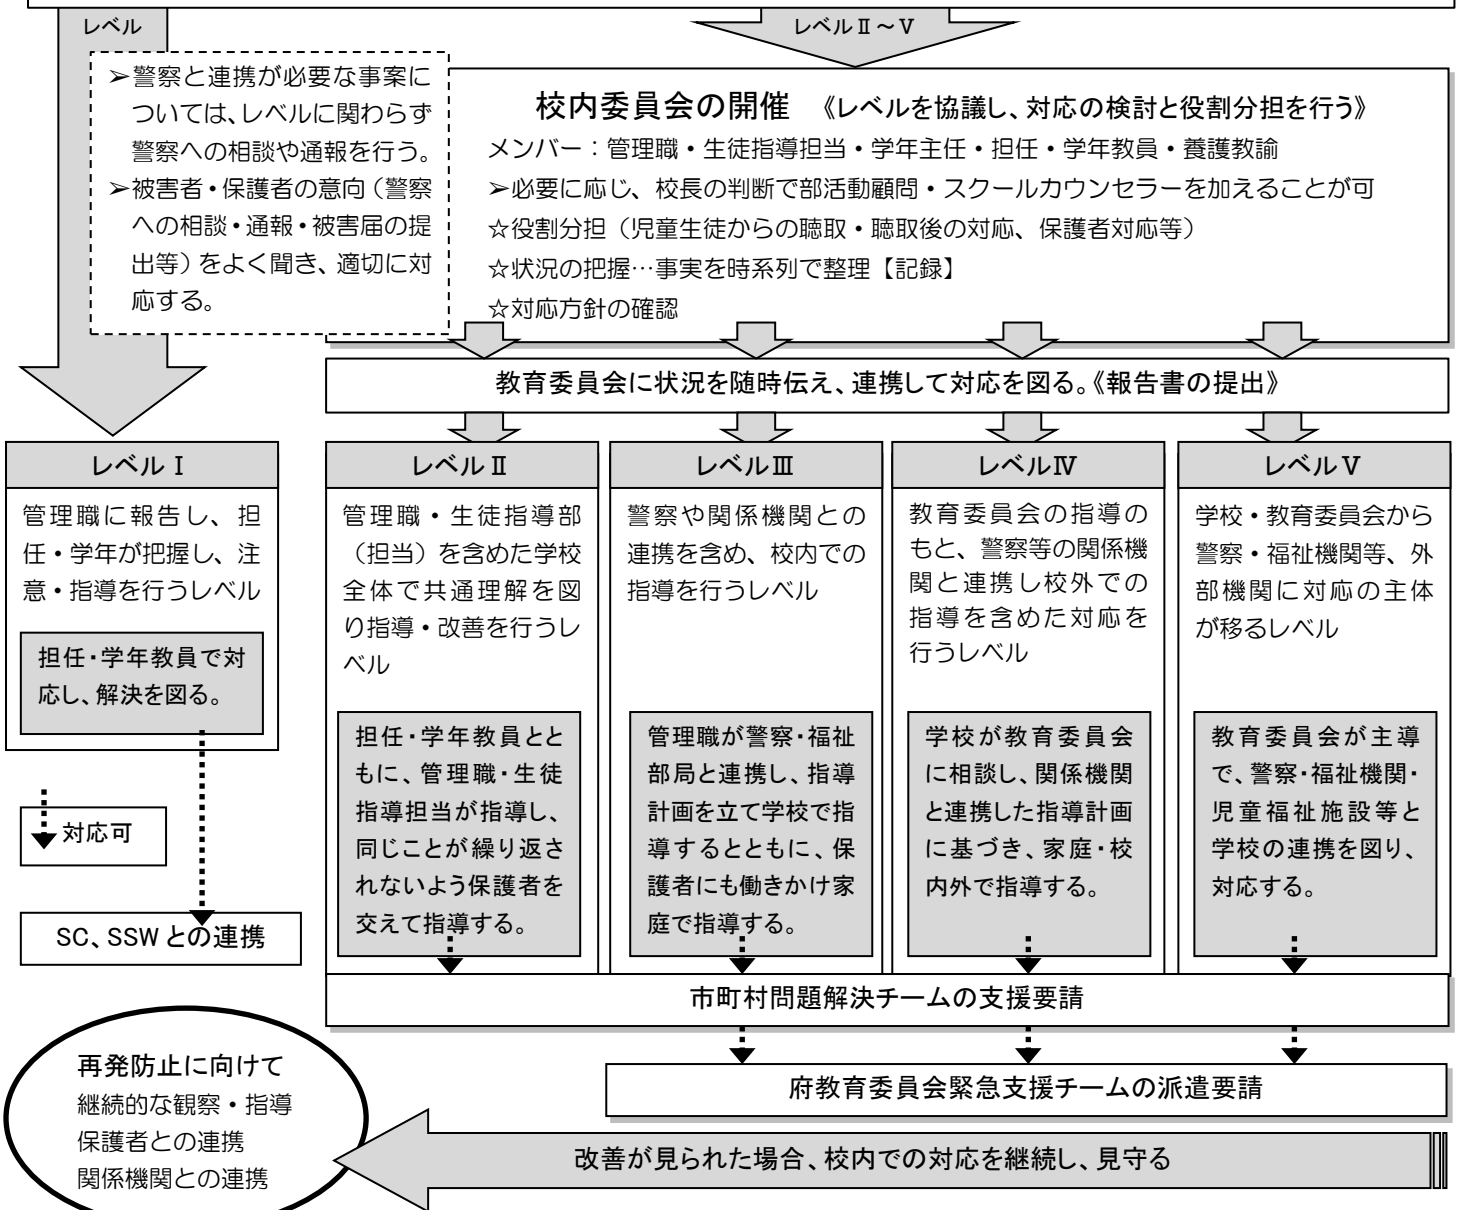 レベル
レベルⅡ～Ⅴ
➢警察と連携が必要な事案に
ついては、レベルに関わらず
警察への相談や通報を行う。
➢被害者・保護者の意向（警察
への相談・通報・被害届の提
出等）をよく聞き、適切に対
応する。
校内委員会の開催　《レベルを協議し、対応の検討と役割分担を行う》
メンバー：管理職・生徒指導担当・学年主任・担任・学年教員・養護教諭
➢必要に応じ、校長の判断で部活動顧問・スクールカウンセラーを加えることが可
☆役割分担（児童生徒からの聴取・聴取後の対応、保護者対応等）
☆状況の把握…事実を時系列で整理【記録】
☆対応方針の確認
教育委員会に状況を随時伝え、連携して対応を図る。《報告書の提出》
レベルⅠ
管理職に報告し、担
任・学年が把握し、注
意・指導を行うレベル
担任・学年教員で対
応し、解決を図る。
対応可
SC、SSWとの連携
レベルⅡ
管理職・生徒指導部
（担当）を含めた学校
全体で共通理解を図
り指導・改善を行うレ
ベル
担任・学年教員とと
もに、管理職・生徒
指導担当が指導し、
同じことが繰り返さ
れないよう保護者を
交えて指導する。
レベルⅢ
警察や関係機関との
連携を含め、校内での
指導を行うレベル
管理職が警察・福祉
部局と連携し、指導
計画を立て学校で指
導するとともに、保
護者にも働きかけ家
庭で指導する。
レベルⅣ
教育委員会の指導の
もと、警察等の関係機
関と連携し校外での
指導を含めた対応を
行うレベル
学校が教育委員会
に相談し、関係機関
と連携した指導計画
に基づき、家庭・校
内外で指導する。
レベルⅤ
学校・教育委員会から
警察・福祉機関等、外
部機関に対応の主体
が移るレベル
教育委員会が主導
で、警察・福祉機関・
児童福祉施設等と
学校の連携を図り、
対応する。
市町村問題解決チームの支援要請
府教育委員会緊急支援チームの派遣要請
改善が見られた場合、校内での対応を継続し、見守る
再発防止に向けて
継続的な観察・指導
保護者との連携
関係機関との連携